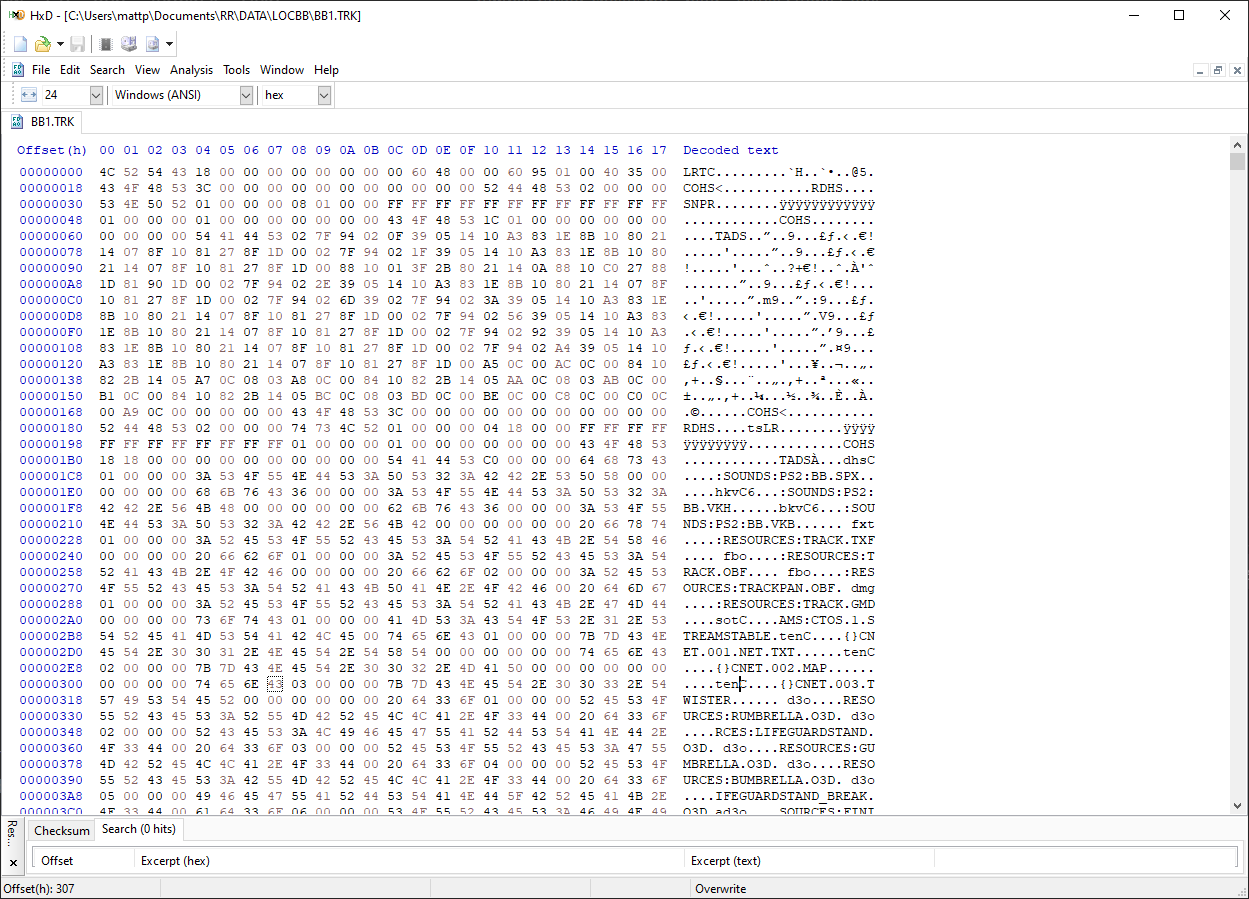 HxD - [C:\Users\mattp\Documents\RR\DATA\LOCBB\BB1.TRK]
File Edit Search View Analysis Tools Window Help
24 Windows (ANSI) hex
BB1.TRK
Offset(h) 00 01 02 03 04 05 06 07 08 09 0A 0B 0C 0D 0E 0F 10 11 12 13 14 15 16 17 Decoded text
00000000 4C 52 54 43 18 00 00 00 00 00 00 00 00 60 48 00 00 60 95 01 00 40 35 00 LRTC.........`H..`•..@5.
00000018 43 4F 48 53 3C 00 00 00 00 00 00 00 00 00 00 00 52 44 48 53 02 00 00 00 COHS<...........RDHS....
00000030 53 4E 50 52 01 00 00 00 08 01 00 00 FF FF FF FF FF FF FF FF FF FF FF FF SNPR........ÿÿÿÿÿÿÿÿÿÿÿÿ
00000048 01 00 00 00 01 00 00 00 00 00 00 00 43 4F 48 53 1C 01 00 00 00 00 00 00 ............COHS........
00000060 00 00 00 00 54 41 44 53 02 7F 94 02 0F 39 05 14 10 A3 83 1E 8B 10 80 21 ....TADS..”..9...£ƒ.‹.€!
00000078 14 07 8F 10 81 27 8F 1D 00 02 7F 94 02 1F 39 05 14 10 A3 83 1E 8B 10 80 .....'.....”..9...£ƒ.‹.€
00000090 21 14 07 8F 10 81 27 8F 1D 00 88 10 01 3F 2B 80 21 14 0A 88 10 C0 27 88 !.....'...ˆ..?+€!..ˆ.À'ˆ
000000A8 1D 81 90 1D 00 02 7F 94 02 2E 39 05 14 10 A3 83 1E 8B 10 80 21 14 07 8F .......”..9...£ƒ.‹.€!...
000000C0 10 81 27 8F 1D 00 02 7F 94 02 6D 39 02 7F 94 02 3A 39 05 14 10 A3 83 1E ..'.....”.m9..”.:9...£ƒ.
000000D8 8B 10 80 21 14 07 8F 10 81 27 8F 1D 00 02 7F 94 02 56 39 05 14 10 A3 83 ‹.€!.....'.....”.V9...£ƒ
000000F0 1E 8B 10 80 21 14 07 8F 10 81 27 8F 1D 00 02 7F 94 02 92 39 05 14 10 A3 .‹.€!.....'.....”.’9...£
00000108 83 1E 8B 10 80 21 14 07 8F 10 81 27 8F 1D 00 02 7F 94 02 A4 39 05 14 10 ƒ.‹.€!.....'.....”.¤9...
00000120 A3 83 1E 8B 10 80 21 14 07 8F 10 81 27 8F 1D 00 A5 0C 00 AC 0C 00 84 10 £ƒ.‹.€!.....'...¥..¬..„.
00000138 82 2B 14 05 A7 0C 08 03 A8 0C 00 84 10 82 2B 14 05 AA 0C 08 03 AB 0C 00 ‚+..§...¨..„.‚+..ª...«..
00000150 B1 0C 00 84 10 82 2B 14 05 BC 0C 08 03 BD 0C 00 BE 0C 00 C8 0C 00 C0 0C ±..„.‚+..¼...½..¾..È..À.
00000168 00 A9 0C 00 00 00 00 00 43 4F 48 53 3C 00 00 00 00 00 00 00 00 00 00 00 .©......COHS<...........
00000180 52 44 48 53 02 00 00 00 74 73 4C 52 01 00 00 00 04 18 00 00 FF FF FF FF RDHS....tsLR........ÿÿÿÿ
00000198 FF FF FF FF FF FF FF FF 01 00 00 00 01 00 00 00 00 00 00 00 43 4F 48 53 ÿÿÿÿÿÿÿÿ............COHS
000001B0 18 18 00 00 00 00 00 00 00 00 00 00 54 41 44 53 C0 00 00 00 64 68 73 43 ............TADSÀ...dhsC
000001C8 01 00 00 00 3A 53 4F 55 4E 44 53 3A 50 53 32 3A 42 42 2E 53 50 58 00 00 ....:SOUNDS:PS2:BB.SPX..
000001E0 00 00 00 00 68 6B 76 43 36 00 00 00 3A 53 4F 55 4E 44 53 3A 50 53 32 3A ....hkvC6...:SOUNDS:PS2:
000001F8 42 42 2E 56 4B 48 00 00 00 00 00 00 62 6B 76 43 36 00 00 00 3A 53 4F 55 BB.VKH......bkvC6...:SOU
00000210 4E 44 53 3A 50 53 32 3A 42 42 2E 56 4B 42 00 00 00 00 00 00 20 66 78 74 NDS:PS2:BB.VKB...... fxt
00000228 01 00 00 00 3A 52 45 53 4F 55 52 43 45 53 3A 54 52 41 43 4B 2E 54 58 46 ....:RESOURCES:TRACK.TXF
00000240 00 00 00 00 20 66 62 6F 01 00 00 00 3A 52 45 53 4F 55 52 43 45 53 3A 54 .... fbo....:RESOURCES:T
00000258 52 41 43 4B 2E 4F 42 46 00 00 00 00 20 66 62 6F 02 00 00 00 3A 52 45 53 RACK.OBF.... fbo....:RES
00000270 4F 55 52 43 45 53 3A 54 52 41 43 4B 50 41 4E 2E 4F 42 46 00 20 64 6D 67 OURCES:TRACKPAN.OBF. dmg
00000288 01 00 00 00 3A 52 45 53 4F 55 52 43 45 53 3A 54 52 41 43 4B 2E 47 4D 44 ....:RESOURCES:TRACK.GMD
000002A0 00 00 00 00 73 6F 74 43 01 00 00 00 41 4D 53 3A 43 54 4F 53 2E 31 2E 53 ....sotC....AMS:CTOS.1.S
000002B8 54 52 45 41 4D 53 54 41 42 4C 45 00 74 65 6E 43 01 00 00 00 7B 7D 43 4E TREAMSTABLE.tenC....{}CN
000002D0 45 54 2E 30 30 31 2E 4E 45 54 2E 54 58 54 00 00 00 00 00 00 74 65 6E 43 ET.001.NET.TXT......tenC
000002E8 02 00 00 00 7B 7D 43 4E 45 54 2E 30 30 32 2E 4D 41 50 00 00 00 00 00 00 ....{}CNET.002.MAP......
00000300 00 00 00 00 74 65 6E 43 03 00 00 00 7B 7D 43 4E 45 54 2E 30 30 33 2E 54 ....tenC....{}CNET.003.T
00000318 57 49 53 54 45 52 00 00 00 00 00 00 20 64 33 6F 01 00 00 00 52 45 53 4F WISTER...... d3o....RESO
00000330 55 52 43 45 53 3A 52 55 4D 42 52 45 4C 4C 41 2E 4F 33 44 00 20 64 33 6F URCES:RUMBRELLA.O3D. d3o
00000348 02 00 00 00 52 43 45 53 3A 4C 49 46 45 47 55 41 52 44 53 54 41 4E 44 2E ....RCES:LIFEGUARDSTAND.
00000360 4F 33 44 00 20 64 33 6F 03 00 00 00 52 45 53 4F 55 52 43 45 53 3A 47 55 O3D. d3o....RESOURCES:GU
00000378 4D 42 52 45 4C 4C 41 2E 4F 33 44 00 20 64 33 6F 04 00 00 00 52 45 53 4F MBRELLA.O3D. d3o....RESO
00000390 55 52 43 45 53 3A 42 55 4D 42 52 45 4C 4C 41 2E 4F 33 44 00 20 64 33 6F URCES:BUMBRELLA.O3D. d3o
000003A8 05 00 00 00 49 46 45 47 55 41 52 44 53 54 41 4E 44 5F 42 52 45 41 4B 2E ....IFEGUARDSTAND_BREAK.
000003C0 4F 33 44 00 61 64 33 6F 06 00 00 00 53 4F 55 52 43 45 53 3A 46 49 4E 49 O3D.ad3o....SOURCES:FINI
Res...
Checksum Search (0 hits)
Offset Excerpt (hex) Excerpt (text)
Offset(h): 307 Overwrite